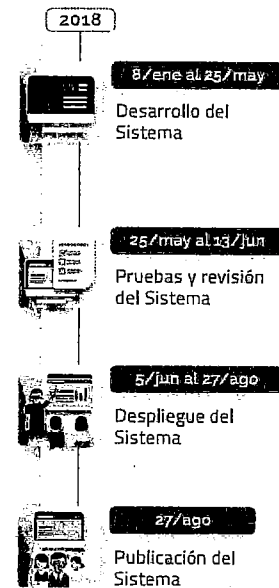 2018
8/ene al 25/may
Desarrollo del
Sistema
25/may al 13/jun
Pruebas y revisión
del Sistema
5/jun al 27/ago
Despliegue del
Sistema
27/ago
Publicación del
Sistema